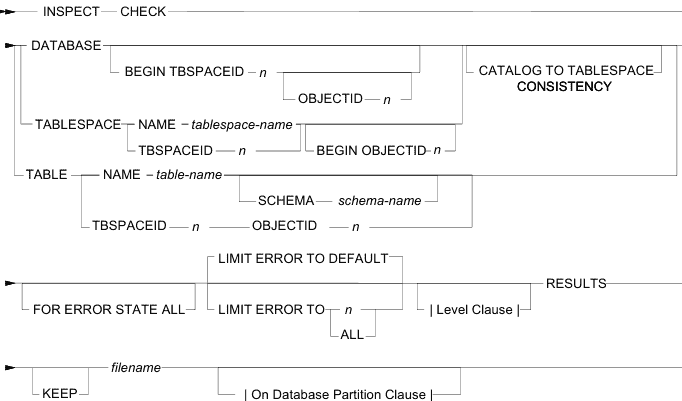 INSPECT CHECK
DATABASE
BEGIN TBSPACEID n
OBJECTID n
CATALOG TO TABLESPACE
CONSISTENCY
TABLESPACE NAME tablespace-name
TBSPACEID n
BEGIN OBJECTID n
TABLE NAME table-name
SCHEMA schema-name
TBSPACEID n OBJECTID n
LIMIT ERROR TO DEFAULT
RESULTS
FOR ERROR STATE ALL
LIMIT ERROR TO n
ALL
| Level Clause |
filename
KEEP
| On Database Partition Clause |